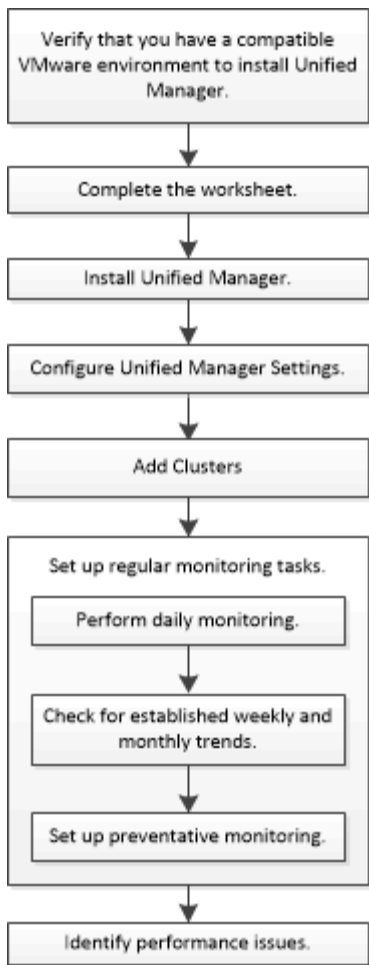 Verify that you have a compatible
VMware environment to install Unified
Manager.
Complete the worksheet.
Install Unified Manager.
Configure Unified Manager Settings.
Add Clusters
Set up regular monitoring tasks.
Perform daily monitoring.
Check for established weekly and
monthly trends.
Set up preventative monitoring.
Identify performance issues.